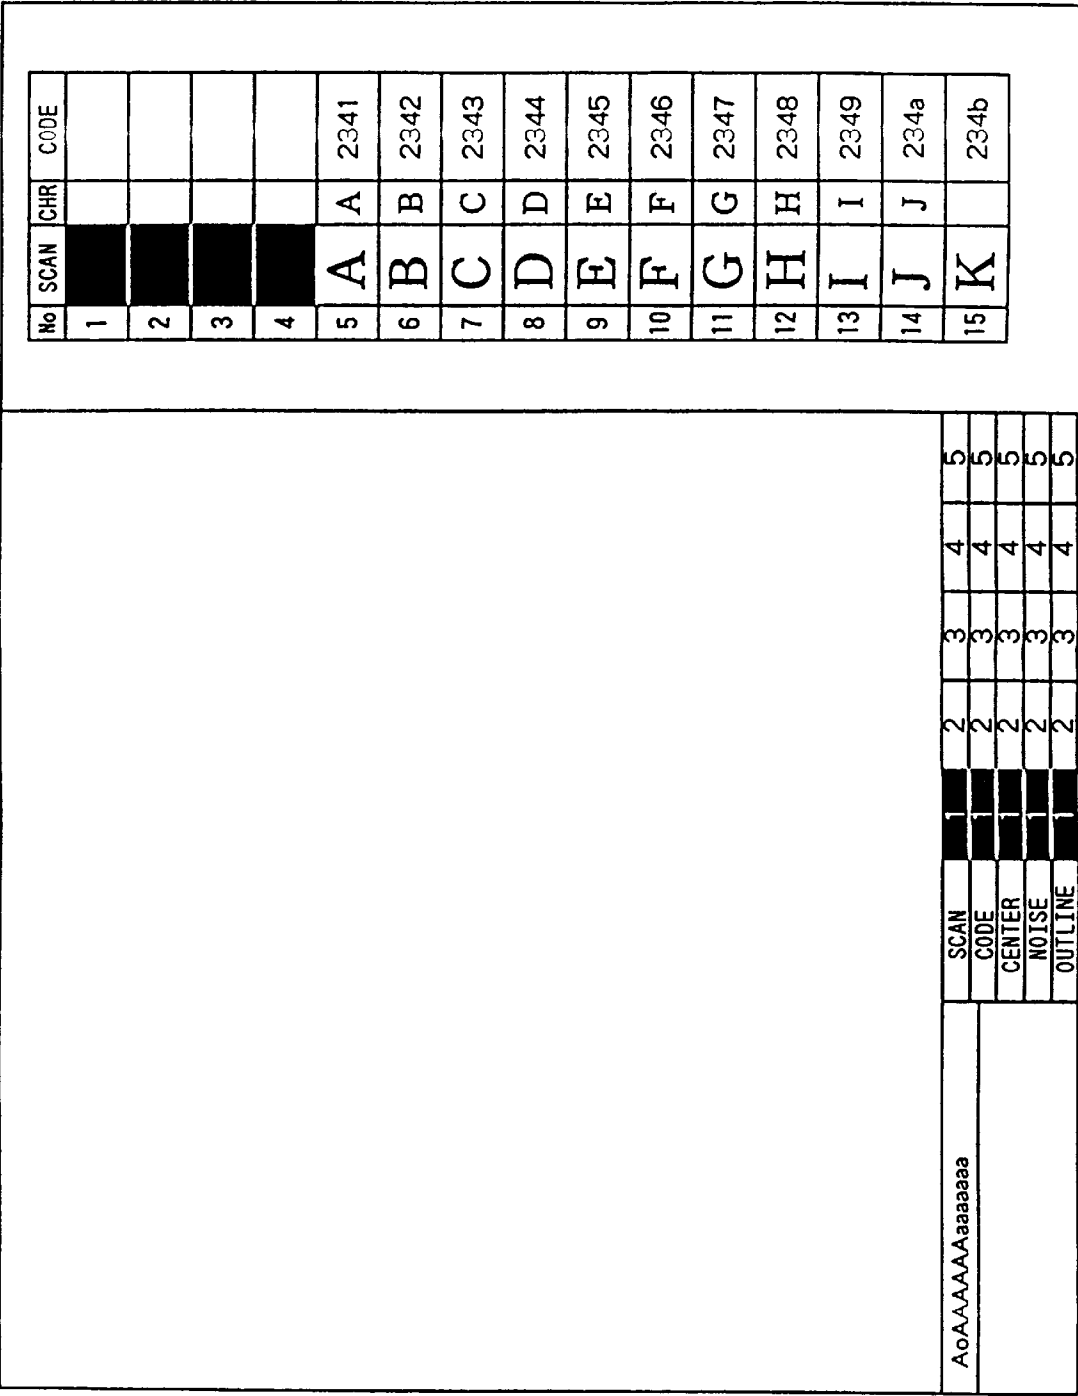 No SCAN CHR CODE
1
2
3
4
5 A A 2341
6 B B 2342
7 C C 2343
8 D D 2344
9 E E 2345
10 F F 2346
11 G G 2347
12 H H 2348
13 I I 2349
14 J J 234a
15 K 234b
AoAAAAAAaaaaaaa
SCAN 1 2 3 4 5
CODE 1 2 3 4 5
CENTER 1 2 3 4 5
NOISE 1 2 3 4 5
OUTLINE 1 2 3 4 5